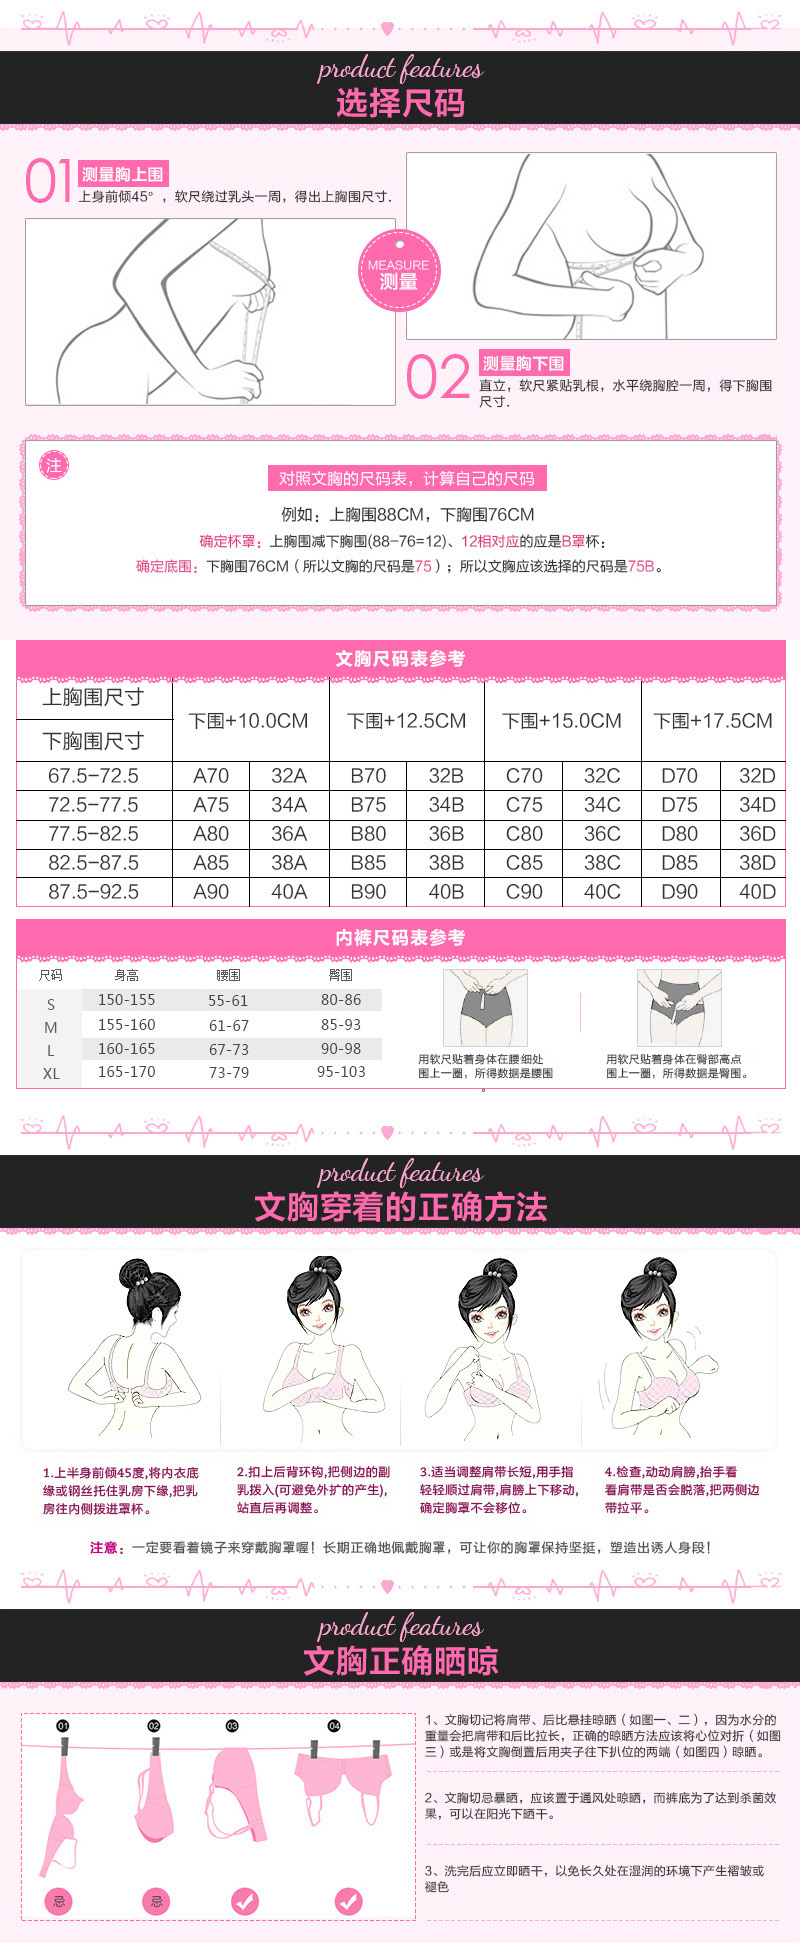 product features
选择尺码
01
测量胸上围
上身前倾45°，软尺绕过乳头一周，得出上胸围尺寸.
MEASURE
测量
02
测量胸下围
直立，软尺紧贴乳根，水平绕胸腔一周，得下胸围
尺寸.
注
对照文胸的尺码表，计算自己的尺码
例如：上胸围88CM，下胸围76CM
确定杯罩：上胸围减下胸围(88-76=12)、12相对应的应是B罩杯；
确定底围：下胸围76CM（所以文胸的尺码是75）；所以文胸应该选择的尺码是75B。
文胸尺码表参考
上胸围尺寸
下胸围尺寸
下围+10.0CM 下围+12.5CM 下围+15.0CM 下围+17.5CM
67.5-72.5 A70 32A B70 32B C70 32C D70 32D
72.5-77.5 A75 34A B75 34B C75 34C D75 34D
77.5-82.5 A80 36A B80 36B C80 36C D80 36D
82.5-87.5 A85 38A B85 38B C85 38C D85 38D
87.5-92.5 A90 40A B90 40B C90 40C D90 40D
内裤尺码表参考
尺码 身高 腰围 臀围
S 150-155 55-61 80-86
M 155-160 61-67 85-93
L 160-165 67-73 90-98
XL 165-170 73-79 95-103
用软尺贴着身体在腰细处
围上一圈，所得数据是腰围
。
用软尺贴着身体在臀部高点
围上一圈，所得数据是臀围。
product features
文胸穿着的正确方法
1.上半身前倾45度,将内衣底
缘或钢丝托住乳房下缘,把乳
房往内侧拨进罩杯。
2.扣上后背环钩,把侧边的副
乳拨入(可避免外扩的产生),
站直后再调整。
3.适当调整肩带长短,用手指
轻轻顺过肩带,肩膀上下移动,
确定胸罩不会移位。
4.检查,动动肩膀,抬手看
看肩带是否会脱落,把两侧边
带拉平。
注意：一定要看着镜子来穿戴胸罩喔！长期正确地佩戴胸罩，可让你的胸罩保持坚挺，塑造出诱人身段！
product features
文胸正确晒晾
01 02 03 04
忌 忌
1、文胸切记将肩带、后比悬挂晾晒（如图一、二），因为水分的
重量会把肩带和后比拉长，正确的晾晒方法应该将心位对折（如图
三）或是将文胸倒置后用夹子往下扒位的两端（如图四）晾晒。
2、文胸切忌暴晒，应该置于通风处晾晒，而裤底为了达到杀菌效
果，可以在阳光下晒干。
3、洗完后应立即晒干，以免长久处在湿润的环境下产生褶皱或
褪色